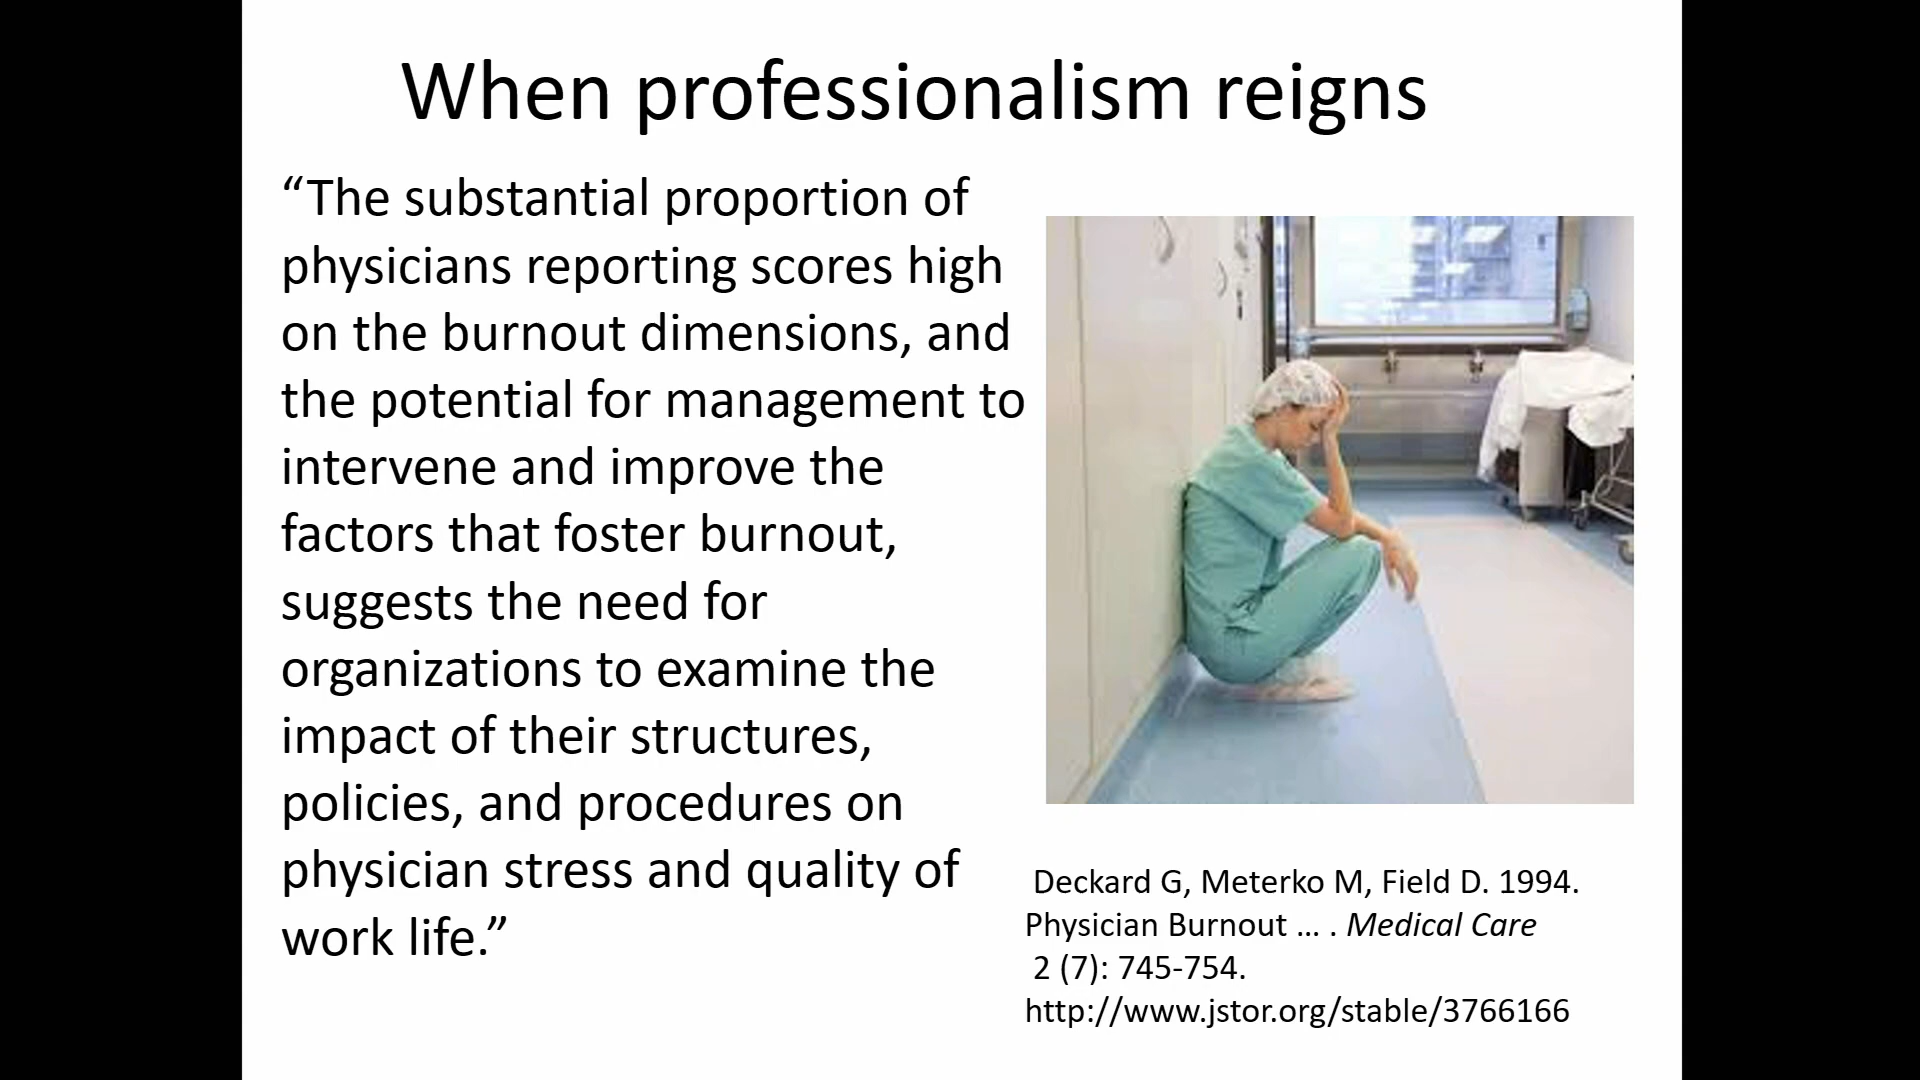 When professionalism reigns
“The substantial proportion of
physicians reporting scores high
on the burnout dimensions, and
the potential for management to
intervene and improve the
factors that foster burnout,
suggests the need for
organizations to examine the
impact of their structures,
policies, and procedures on
physician stress and quality of
work life.”
Deckard G, Meterko M, Field D. 1994.
Physician Burnout ... . Medical Care
2 (7): 745-754.
http://www.jstor.org/stable/3766166